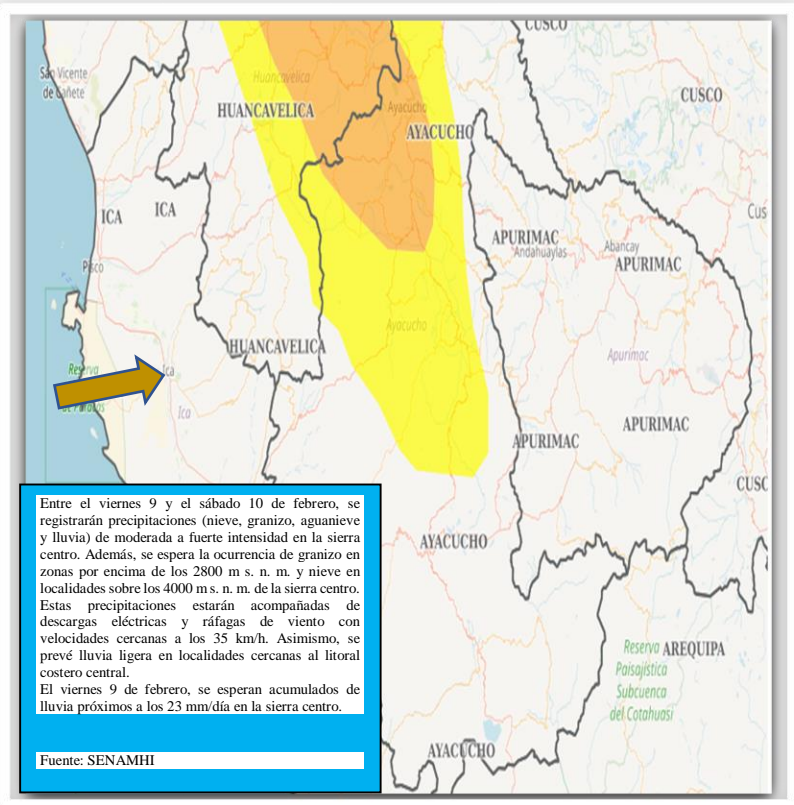 CUSCO
San Vicente
de Cañete
Huancavelica
CUSCO
HUANCAVELICA
Ayacucho
AYACUCHO
ICA
ICA
Cus
APURIMAC
Andahuaylas
Abancay
APURIMAC
Pisco
Ayacucho
HUANCAVELICA
Apurimac
Reserva
Ica
de Paracas
Ica
APURIMAC
APURIMAC
CUSC
Entre el viernes 9 y el sábado 10 de febrero, se
registrarán precipitaciones (nieve, granizo, aguanieve
y lluvia) de moderada a fuerte intensidad en la sierra
centro. Además, se espera la ocurrencia de granizo en
zonas por encima de los 2800 m s. n. m. y nieve en
localidades sobre los 4000 m s. n. m. de la sierra centro.
Estas precipitaciones estarán acompañadas de
descargas eléctricas y ráfagas de viento con
velocidades cercanas a los 35 km/h. Asimismo, se
prevé lluvia ligera en localidades cercanas al litoral
costero central.
El viernes 9 de febrero, se esperan acumulados de
lluvia próximos a los 23 mm/día en la sierra centro.
Fuente: SENAMHI
AYACUCHO
Reserva
Paisajística
Subcuenca
del Cotahuasi
AREQUIPA
AYACUCHO